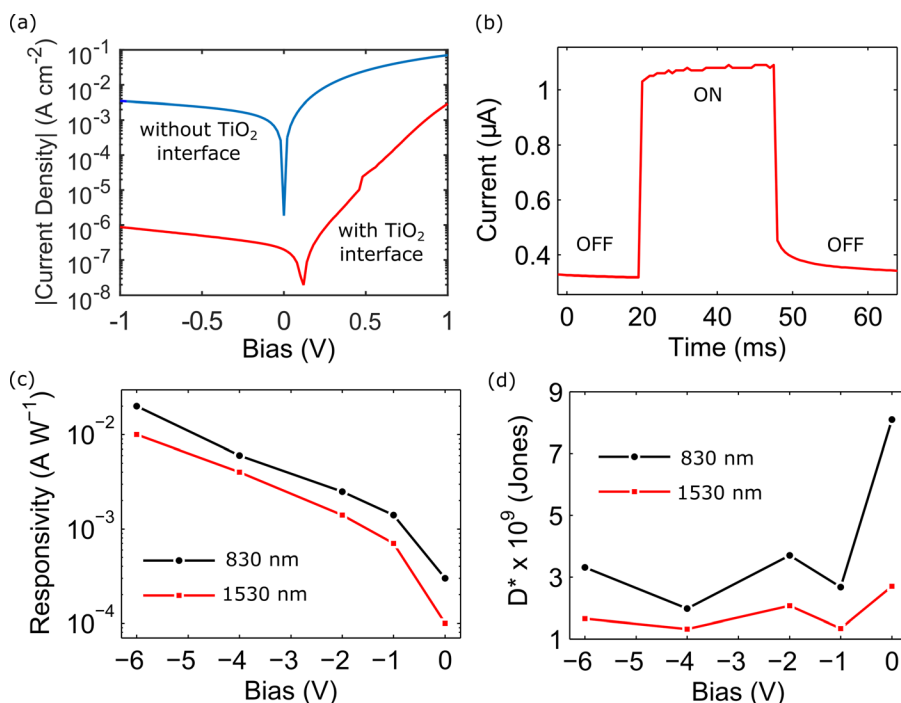 (a)
|Current Density| (A cm⁻²)
10⁻¹
10⁻²
10⁻³
10⁻⁴
10⁻⁵
10⁻⁶
10⁻⁷
10⁻⁸
without TiO₂
interface
with TiO₂
interface
-1 -0.5 0 0.5 1
Bias (V)
(b)
Current (µA)
1
0.8
0.6
0.4
OFF
ON
OFF
0 20 40 60
Time (ms)
(c)
Responsivity (A W⁻¹)
10⁻²
10⁻³
10⁻⁴
830 nm
1530 nm
−6 −5 −4 −3 −2 −1 0
Bias (V)
(d)
D* x 10⁹ (Jones)
9
7
5
3
1
830 nm
1530 nm
−6 −5 −4 −3 −2 −1 0
Bias (V)